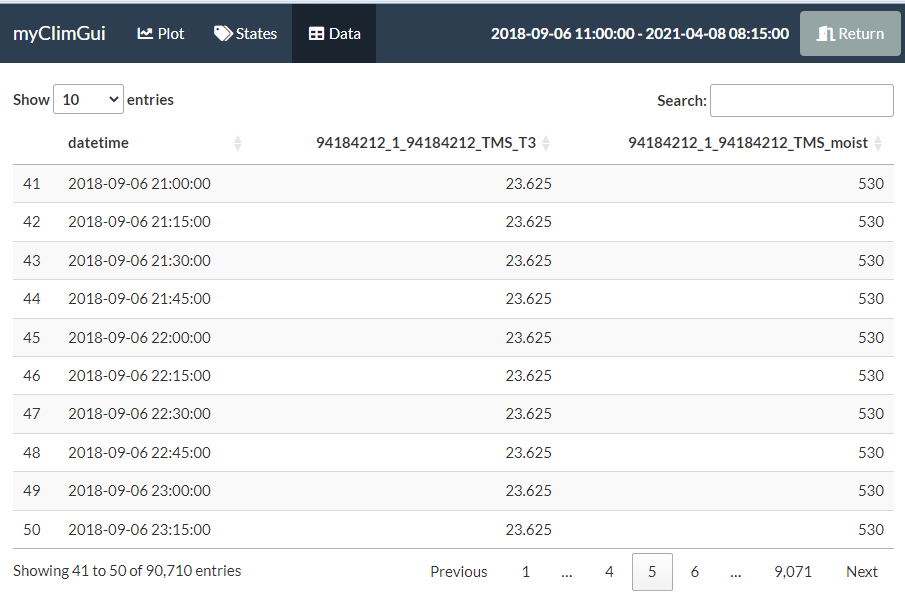 myClimGui Plot States Data 2018-09-06 11:00:00 - 2021-04-08 08:15:00 Return
Show 10 entries Search:
datetime 94184212_1_94184212_TMS_T3 94184212_1_94184212_TMS_moist
41 2018-09-06 21:00:00 23.625 530
42 2018-09-06 21:15:00 23.625 530
43 2018-09-06 21:30:00 23.625 530
44 2018-09-06 21:45:00 23.625 530
45 2018-09-06 22:00:00 23.625 530
46 2018-09-06 22:15:00 23.625 530
47 2018-09-06 22:30:00 23.625 530
48 2018-09-06 22:45:00 23.625 530
49 2018-09-06 23:00:00 23.625 530
50 2018-09-06 23:15:00 23.625 530
Showing 41 to 50 of 90,710 entries Previous 1 ... 4 5 6 ... 9,071 Next